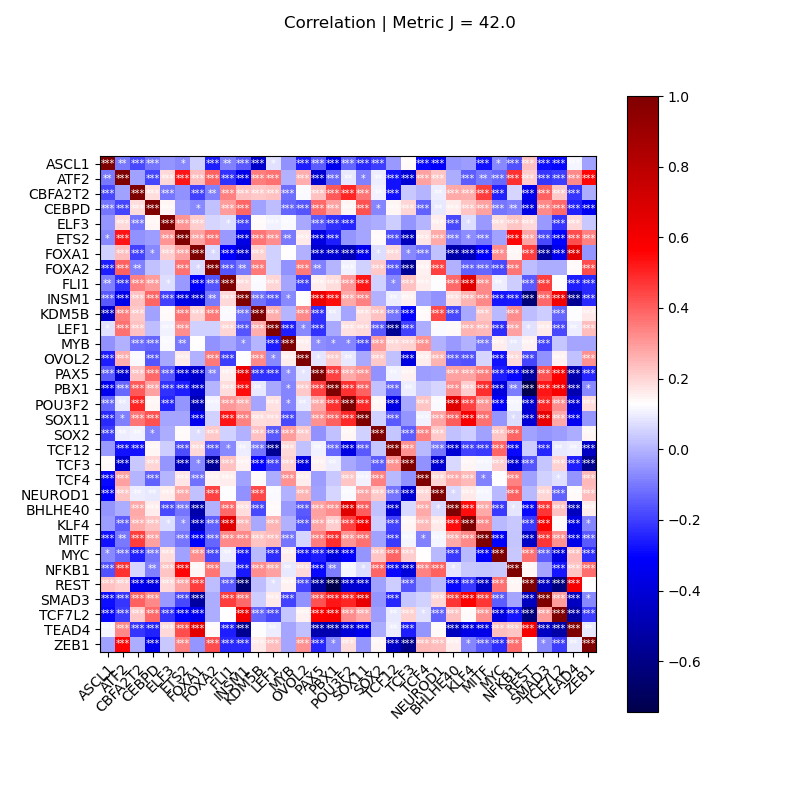 Correlation | Metric J = 42.0
ASCL1
ATF2
CBFA2T2
CEBPD
ELF3
ETS2
FOXA1
FOXA2
FLI1
INSM1
KDM5B
LEF1
MYB
OVOL2
PAX5
PBX1
POU3F2
SOX11
SOX2
TCF12
TCF3
TCF4
NEUROD1
BHLHE40
KLF4
MITF
MYC
NFKB1
REST
SMAD3
TCF7L2
TEAD4
ZEB1
ASCL1
ATF2
CBFA2T2
CEBPD
ELF3
ETS2
FOXA1
FOXA2
FLI1
INSM1
KDM5B
LEF1
MYB
OVOL2
PAX5
PBX1
POU3F2
SOX11
SOX2
TCF12
TCF3
TCF4
NEUROD1
BHLHE40
KLF4
MITF
MYC
NFKB1
REST
SMAD3
TCF7L2
TEAD4
ZEB1
1.0
0.8
0.6
0.4
0.2
0.0
−0.2
−0.4
−0.6